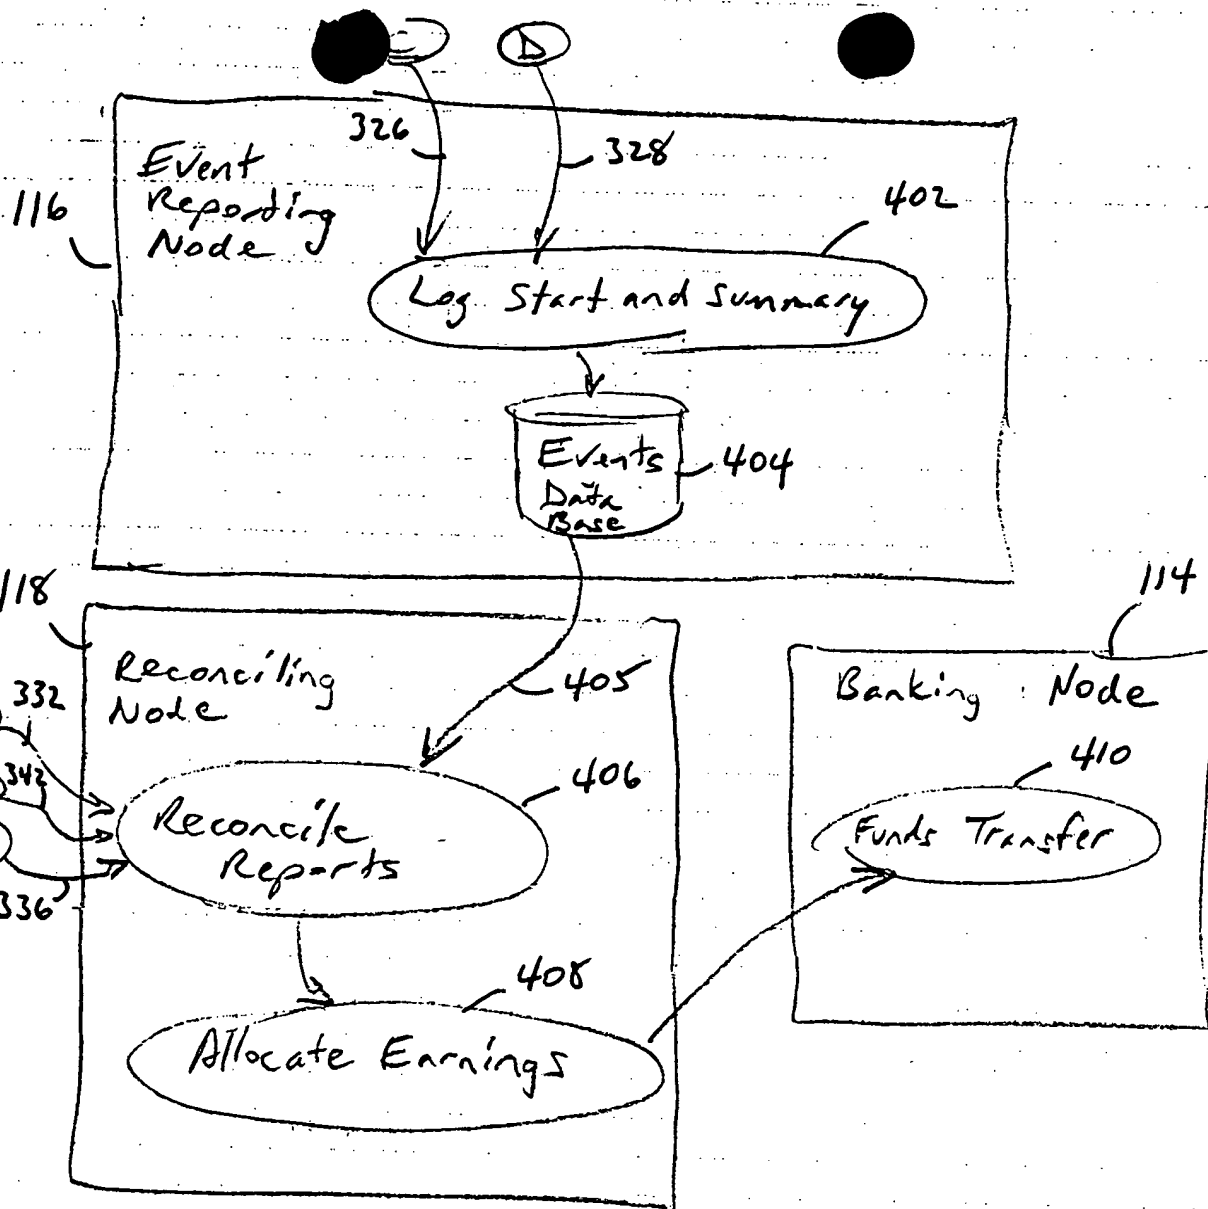 D
326
328
Event
Reporting
Node
116
402
Log Start and Summary
Events
Data
Base
404
118
114
Reconciling
Node
405
Banking Node
332
342
406
410
Reconcile
Reports
Funds Transfer
336
408
Allocate Earnings